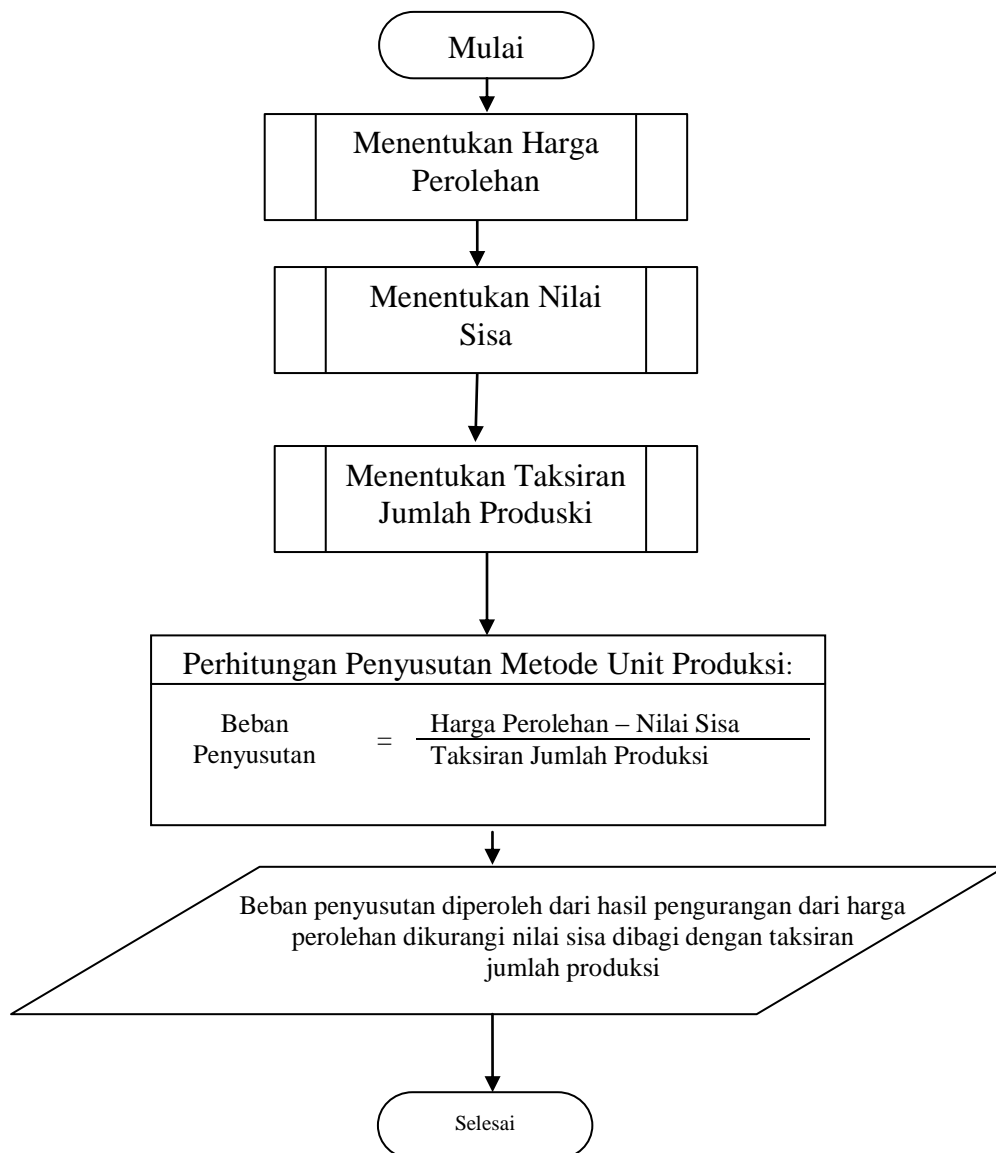 Mulai
Menentukan Harga
Perolehan
Menentukan Nilai
Sisa
Menentukan Taksiran
Jumlah Produski
Perhitungan Penyusutan Metode Unit Produksi:
Beban
Penyusutan
=
Harga Perolehan – Nilai Sisa
Taksiran Jumlah Produksi
Beban penyusutan diperoleh dari hasil pengurangan dari harga
perolehan dikurangi nilai sisa dibagi dengan taksiran
jumlah produksi
Selesai